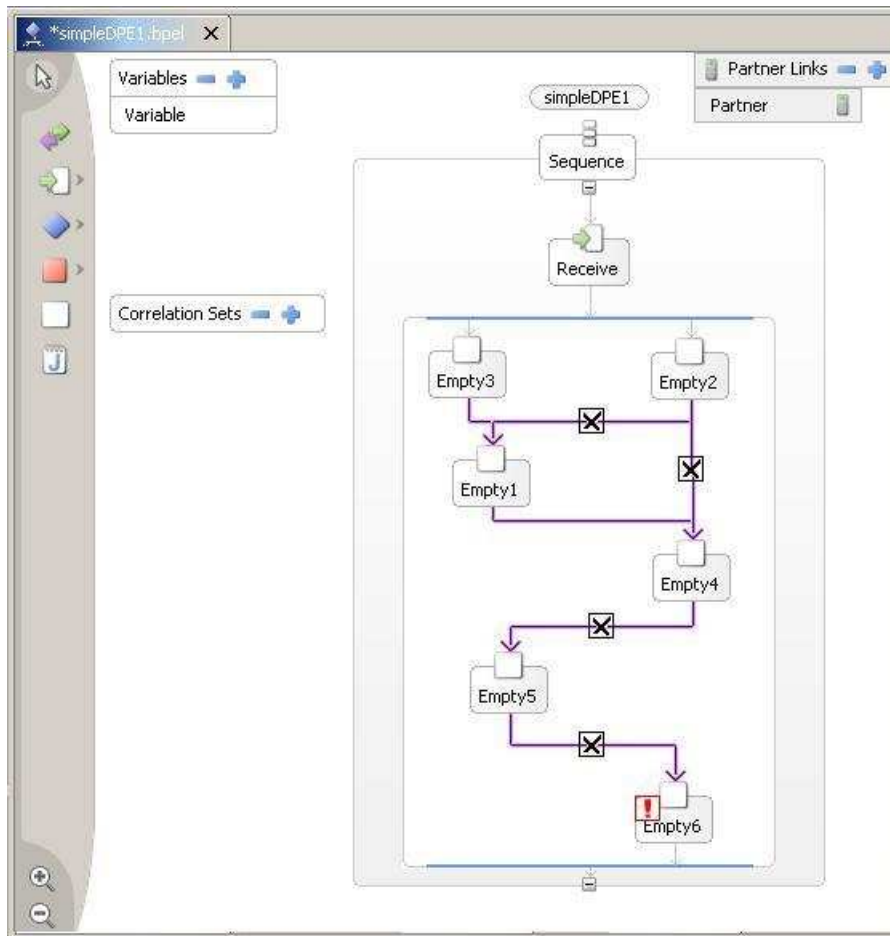 *simpleDPE1.bpel X
Variables
Variable
Partner Links
Partner
simpleDPE1
Sequence
Receive
Correlation Sets
Empty3
Empty2
Empty1
Empty4
Empty5
Empty6